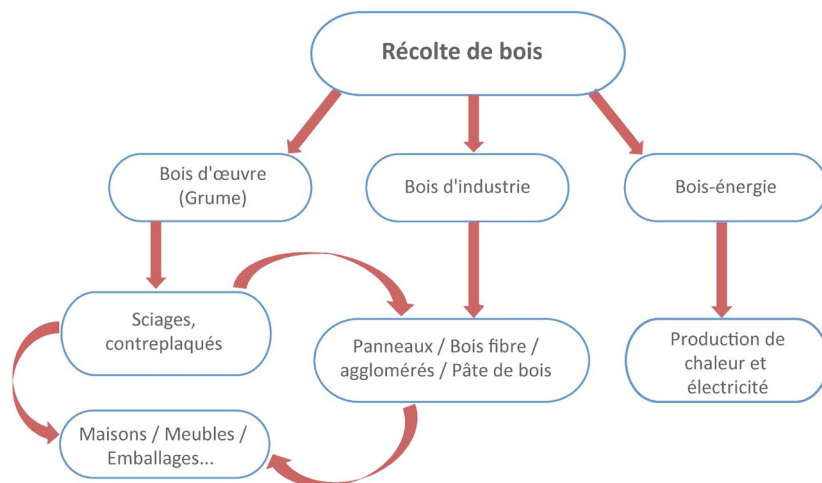 Récolte de bois
Bois d'œuvre
(Grume)
Bois d'industrie
Bois-énergie
Sciages,
contreplaqués
Panneaux / Bois fibre /
agglomérés / Pâte de bois
Production de
chaleur et
électricité
Maisons / Meubles /
Emballages...